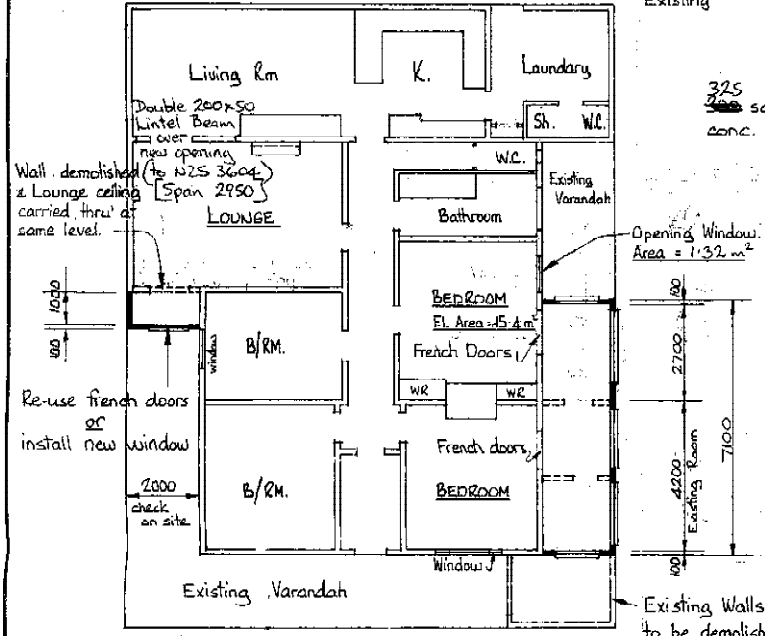 Existing
Living Rm
K.
Laundary
325
conc.
Double 200x50
Lintel Beam
over
new opening
(to NZS 3604)
[Span 2950]
Sh.
W.C.
W.C.
Wall demolished
& Lounge ceiling
carried thru' at
same level.
LOUNGE
Bathroom
Existing
Varandah
Opening Window.
Area = 1.32 m²
1000
100
BEDROOM
Fl. Area = 15.4 m²
French Doors
B/RM.
window
100
2700
7100
4200
Existing Room
100
WR
WR
Re-use french doors
or
install new window
French doors
BEDROOM
B/RM.
2000
check
on site
Window
Existing Varandah
Existing Walls
to be demolish